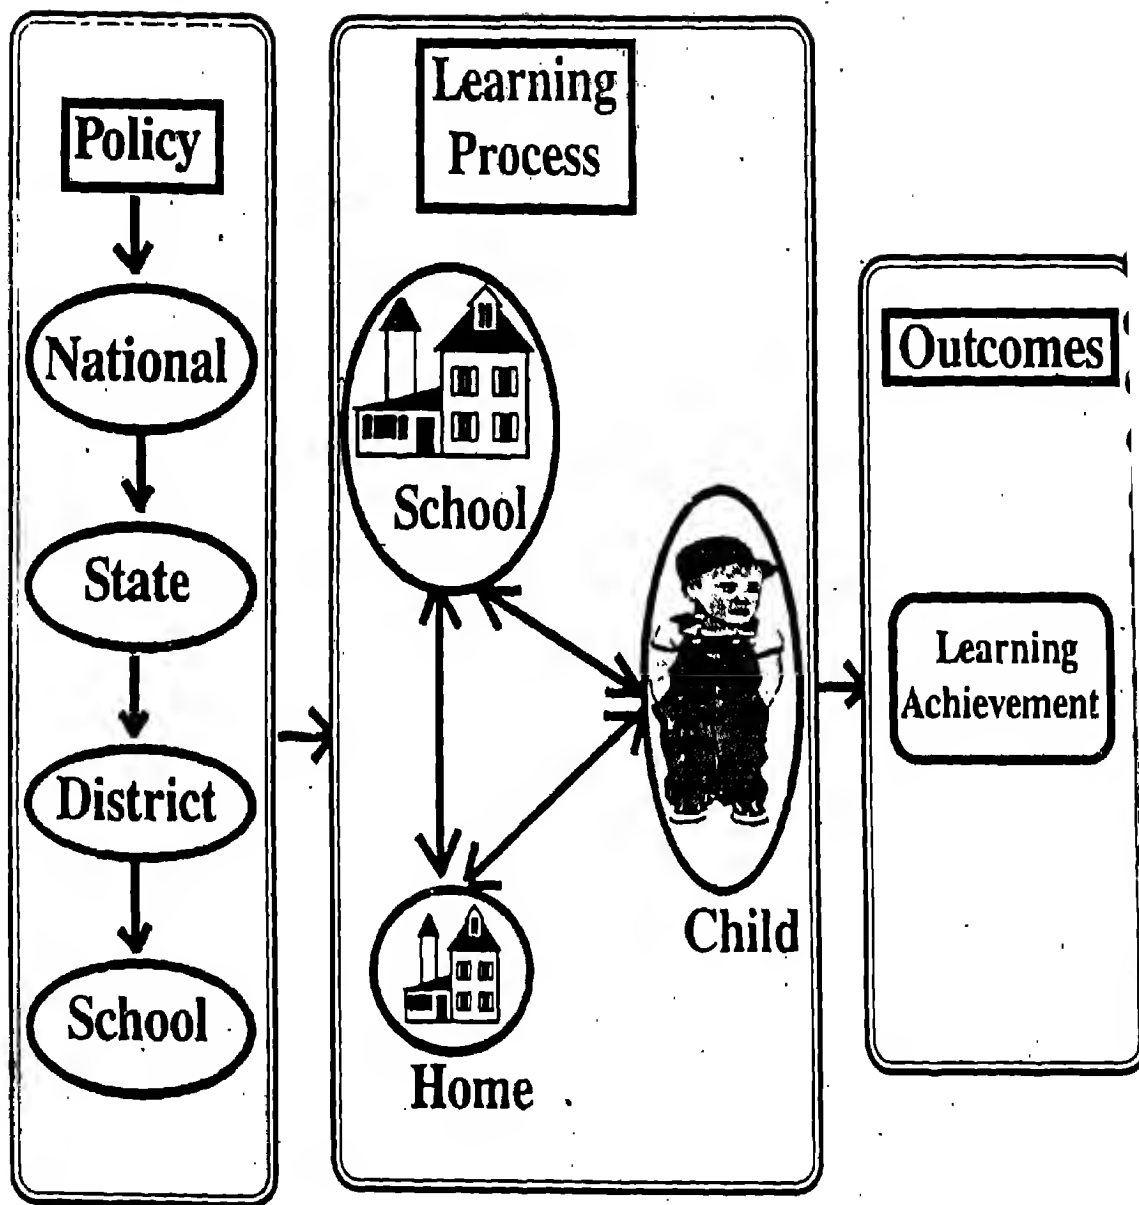 Policy
National
State
District
School
Learning
Process
School
Child
Home
Outcomes
Learning
Achievement